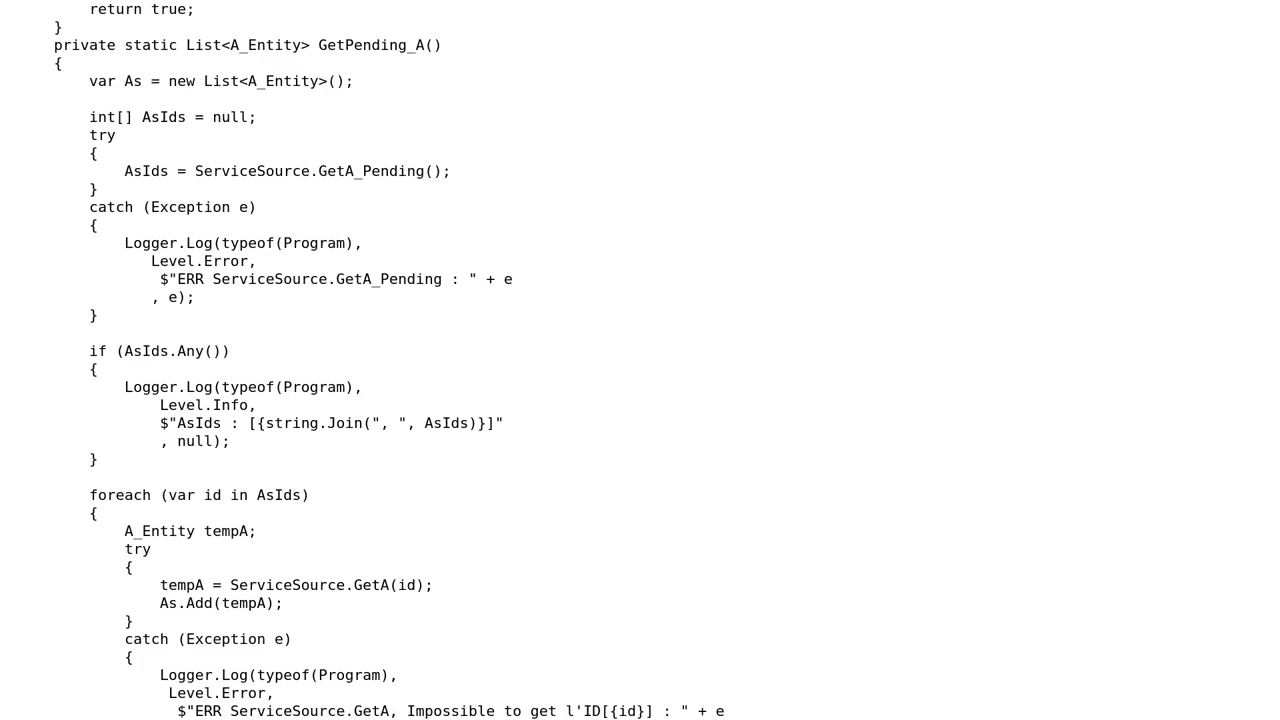 return true;
}
private static List<A_Entity> GetPending_A()
{
var As = new List<A_Entity>();
int[] AsIds = null;
try
{
AsIds = ServiceSource.GetA_Pending();
}
catch (Exception e)
{
Logger.Log(typeof(Program),
Level.Error,
$"ERR ServiceSource.GetA_Pending : " + e
, e);
}
if (AsIds.Any())
{
Logger.Log(typeof(Program),
Level.Info,
$"AsIds : [{string.Join(", ", AsIds)}]"
, null);
}
foreach (var id in AsIds)
{
A_Entity tempA;
try
{
tempA = ServiceSource.GetA(id);
As.Add(tempA);
}
catch (Exception e)
{
Logger.Log(typeof(Program),
Level.Error,
$"ERR ServiceSource.GetA, Impossible to get l'ID[{id}] : " + e